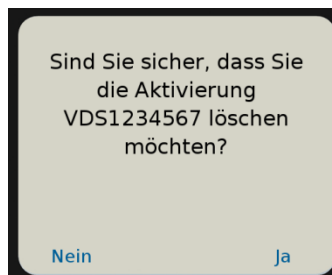 Sind Sie sicher, dass Sie
die Aktivierung
VDS1234567 löschen
möchten?
Nein Ja